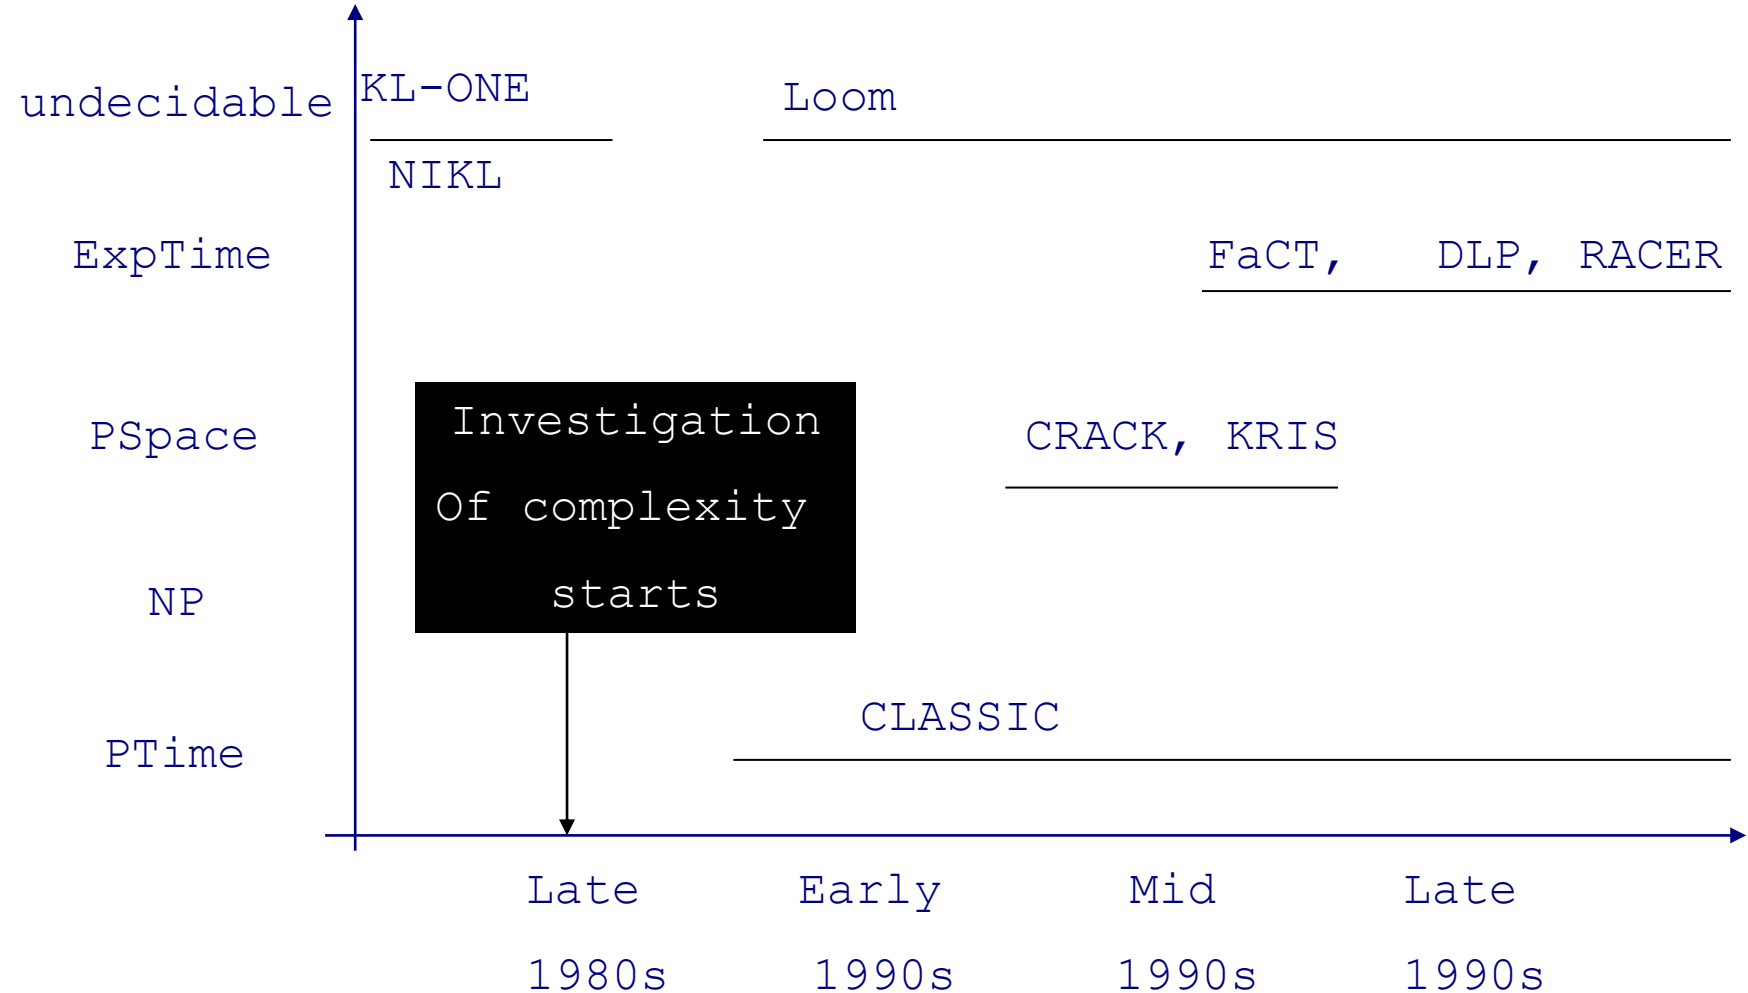 KL-ONE
undecidable
Loom
NIKL
ExpTime
FaCT, DLP, RACER
PSpace
Investigation
Of complexity
starts
CRACK, KRIS
NP
CLASSIC
PTime
Late Early Mid Late
1980s 1990s 1990s 1990s